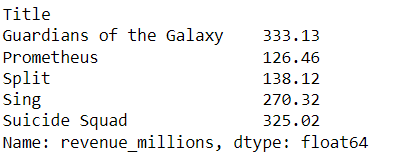 Title
Guardians of the Galaxy    333.13
Prometheus                 126.46
Split                      138.12
Sing                       270.32
Suicide Squad              325.02
Name: revenue_millions, dtype: float64